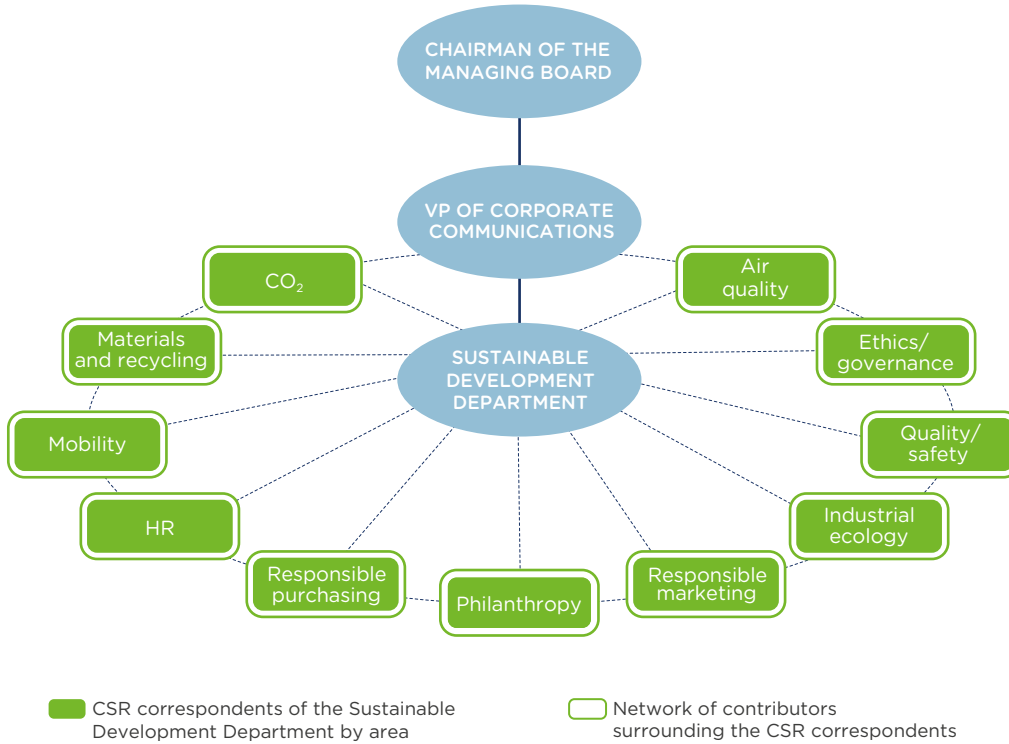 CHAIRMAN OF THE
MANAGING BOARD
VP OF CORPORATE
COMMUNICATIONS
CO₂
Air
quality
Materials
and recycling
SUSTAINABLE
DEVELOPMENT
DEPARTMENT
Ethics/
governance
Mobility
Quality/
safety
HR
Industrial
ecology
Responsible
purchasing
Philanthropy
Responsible
marketing
CSR correspondents of the Sustainable
Development Department by area
Network of contributors
surrounding the CSR correspondents